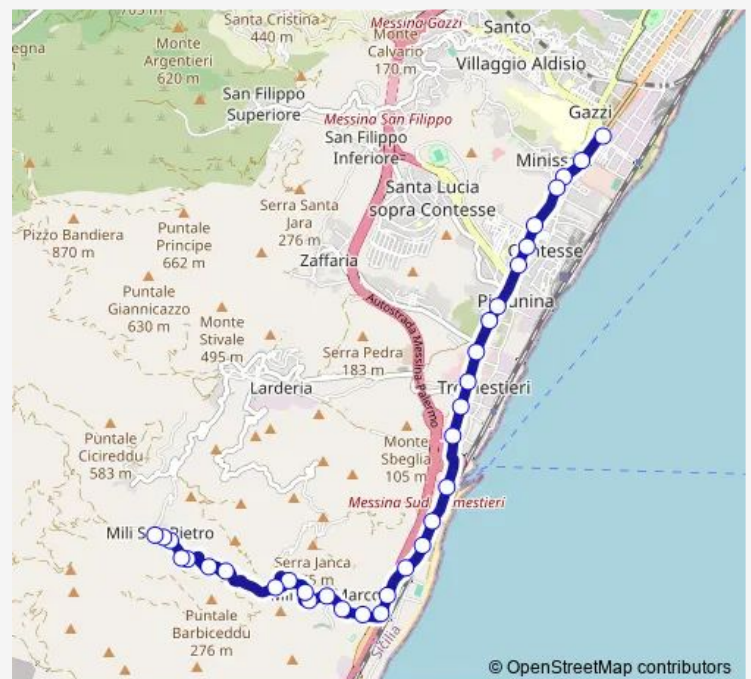 Santa Cristina
440 m
Messina Gazzi
Santo
Monte
Argentieri
620 m
Monte
Calvario
170 m
Villaggio Aldisio
San Filippo
Superiore
Gazzi
Messina San Filippo
San Filippo
Inferiore
Santa Lucia
sopra Contesse
Serra Santa
Jara
276 m
Pizzo Bandiera
870 m
Puntale
Principe
662 m
Zaffaria
Puntale
Giannicazzo
630 m
Monte
Stivale
495 m
Autostrada Messina-Palermo
Serra Pedra
183 m
Larderia
Puntale
Cicireddu
583 m
Monte
Sbeglia
105 m
Messina Sud
Serra Janca
Puntale
Barbiceddu
276 m
Sicilia
© OpenStreetMap contributors